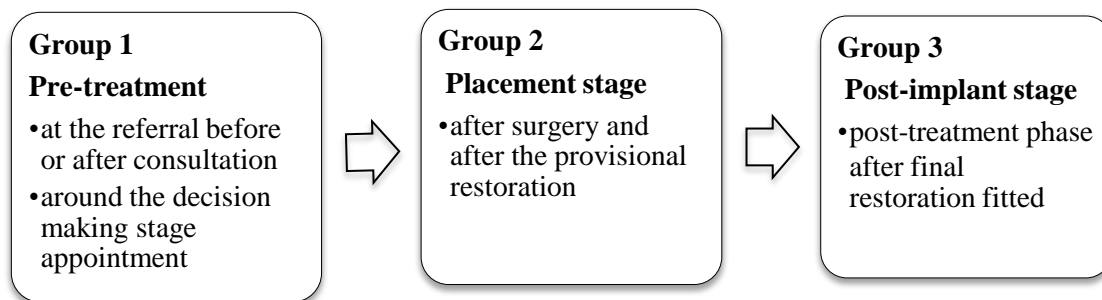 Group 1
Pre-treatment
•at the referral before
or after consultation
•around the decision
making stage
appointment
Group 2
Placement stage
•after surgery and
after the provisional
restoration
Group 3
Post-implant stage
•post-treatment phase
after final
restoration fitted